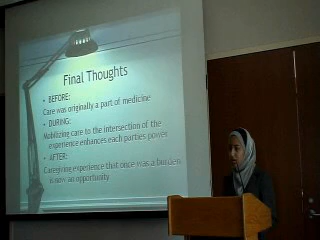 Final Thoughts
• BEFORE:
Care was originally a part of medicine
• DURING:
Mobilizing care to the intersection of the
experience enhances each parties power
• AFTER:
Caregiving experience that once was a burden
is now an opportunity